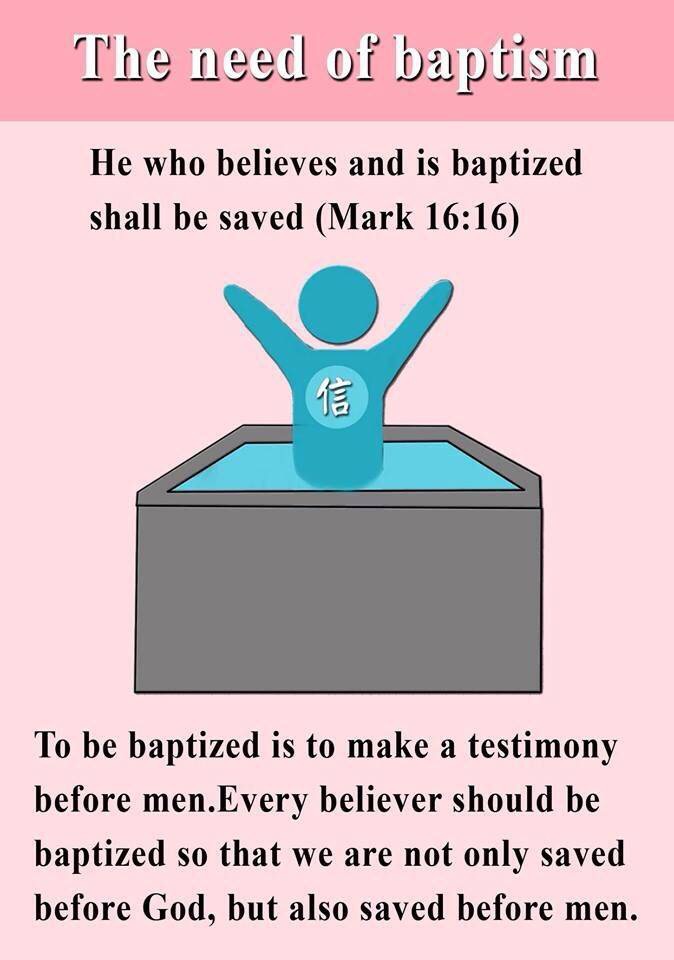 The need of baptism
He who believes and is baptized
shall be saved (Mark 16:16)
信
To be baptized is to make a testimony
before men.Every believer should be
baptized so that we are not only saved
before God, but also saved before men.